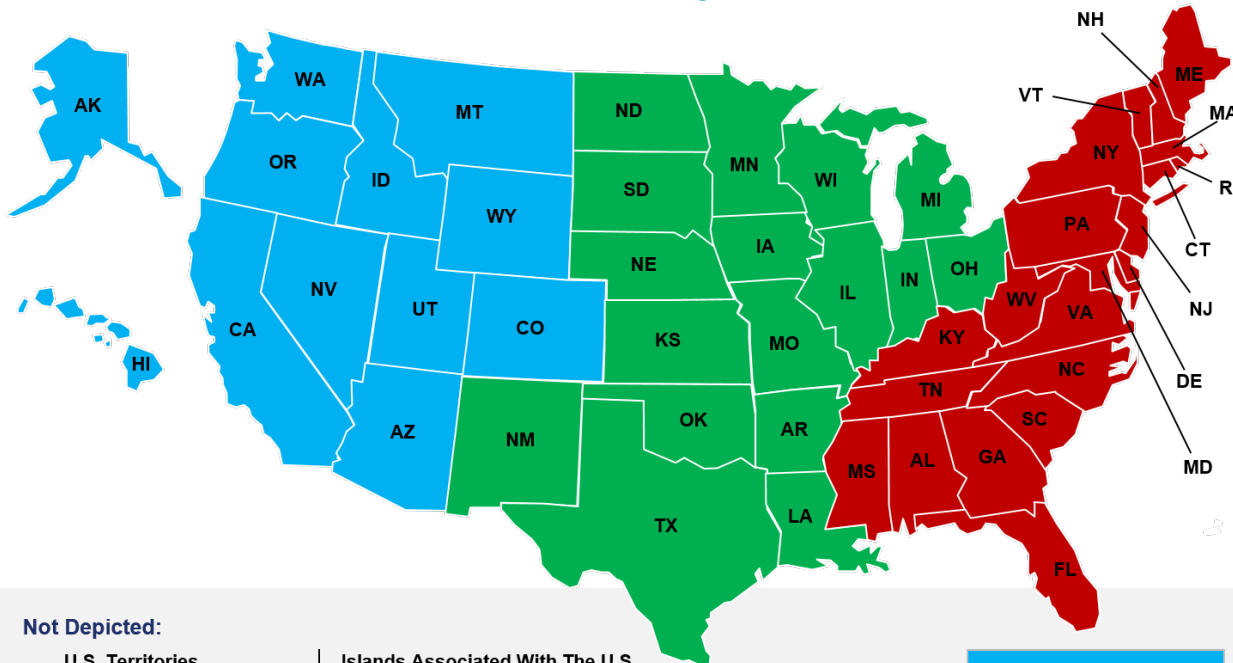 NH
ME
WA
AK
MT
ND
VT
MA
MN
NY
OR
ID
SD
WI
MI
R
WY
PA
IA
CT
NE
OH
NV
IN
IL
WV
UT
VA
NJ
CA
CO
KS
MO
KY
HI
NC
DE
TN
AZ
OK
AR
SC
NM
MS
AL
GA
MD
TX
LA
FL
Not Depicted:
U.S. Territories
Islands Associated With The U.S.